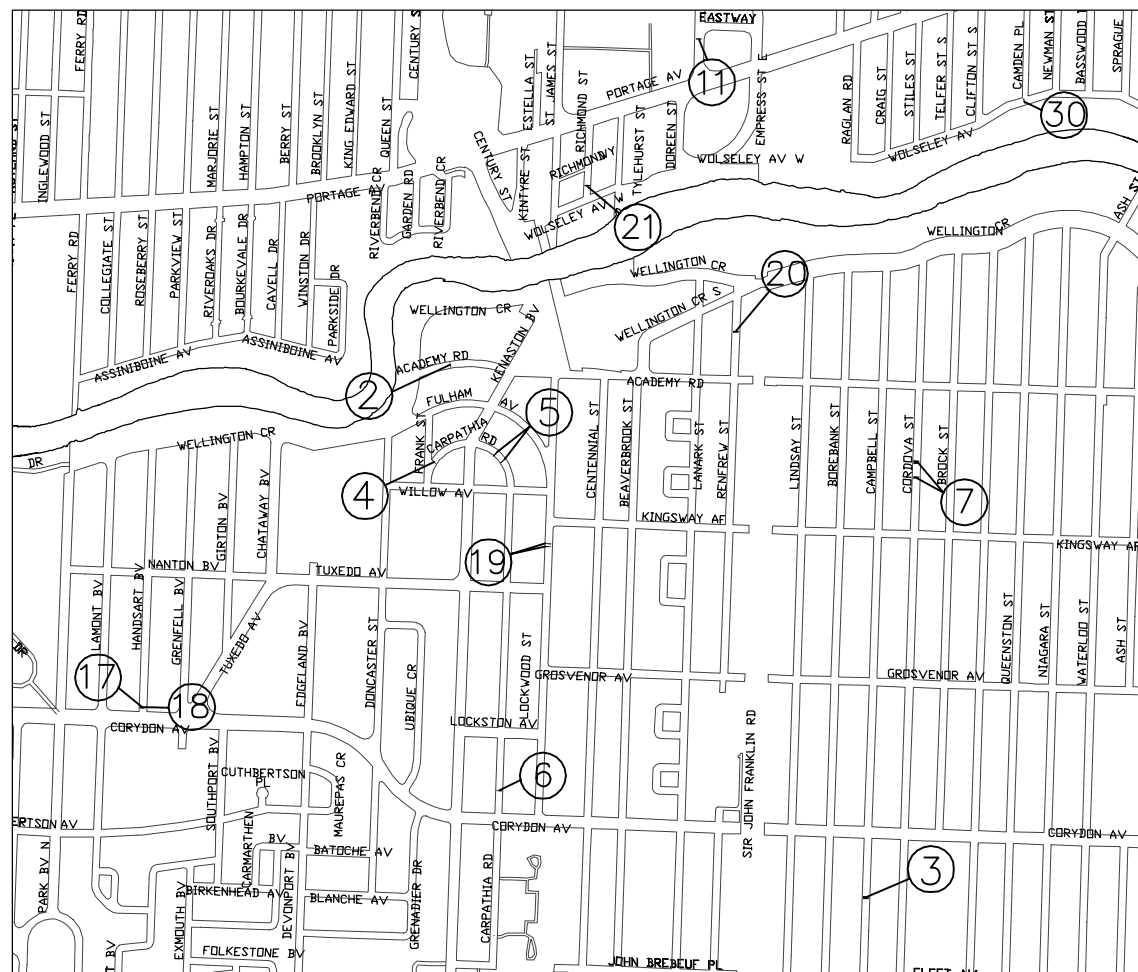 EASTWAY
FERRY RD
CENTURY S
ESTELLA ST
ST JAMES ST
RICHMOND ST
PORTAGE AV
11
EMPRESS ST E
RAGLAN RD
CRAIG ST
STILES ST
TELFER ST S
CLIFTON ST S
CAMDEN PL
NEWMAN ST
BASSWOOD
SPRAGUE
30
INGLEWOOD ST
MARJORIE ST
HAMPTON ST
BERRY ST
BROOKLYN ST
KING EDWARD ST
QUEEN ST
CENTURY ST
KINTYRE ST
RICHMOND
WY
TYLEHURST ST
DOREEN ST
WOLSELEY AV W
WOLSELEY AV
PORTAGE AV
RIVERBEND CR
GARDEN RD
RIVERBEND CR
WOLSELEY AV W
21
ASH ST
FERRY RD
COLLEGIATE ST
ROSEBERRY ST
PARKVIEW ST
RIVEROAKS DR
BOURKEVALE DR
CAVELL DR
WINSTON DR
PARKSIDE DR
WELLINGTON CR
WELLINGTON CR
20
WELLINGTON CR
WELLINGTON CR S
KENASTON BV
ASSINIBOINE AV
ASSINIBOINE AV
ACADEMY RD
2
FULHAM
AV
5
ACADEMY RD
CARPATHIA
RD
FRANK ST
WELLINGTON CR
DR
4
WILLOW AV
CENTENNIAL ST
BEAVERBROOK ST
LANARK ST
RENFREW ST
LINDSAY ST
BOREBANK ST
CAMPBELL ST
CORDOVA ST
BROCK ST
7
GIRTON BV
CHATAWAY BV
KINGSWAY AF
KINGSWAY AF
19
NANTON BV
TUXEDO AV
LAMONT BV
HANDSART BV
GRENFELL BV
TUXEDO AV
EDGELAND BV
DONCASTER ST
UBIQUE CR
LOCKWOOD ST
QUEENSTON ST
NIAGARA ST
WATERLOO ST
ASH ST
DR
17
18
GROSVENOR AV
GROSVENOR AV
CORYDON AV
LOCKSTON AV
SOUTHPORT BV
CUTHBERTSON
PL
MAUREPAS CR
6
SIR JOHN FRANKLIN RD
ERTSON AV
CORYDON AV
CORYDON AV
PARK BV N
CARMARTHEN
BV
BATOCHE AV
3
BIRKENHEAD AV
DEVONPORT BV
BLANCHE AV
GRENADIER DR
CARPATHIA RD
EXMOUTH BV
FOLKESTONE BV
T BV
JOHN BREBEUF PL
FLEET AV